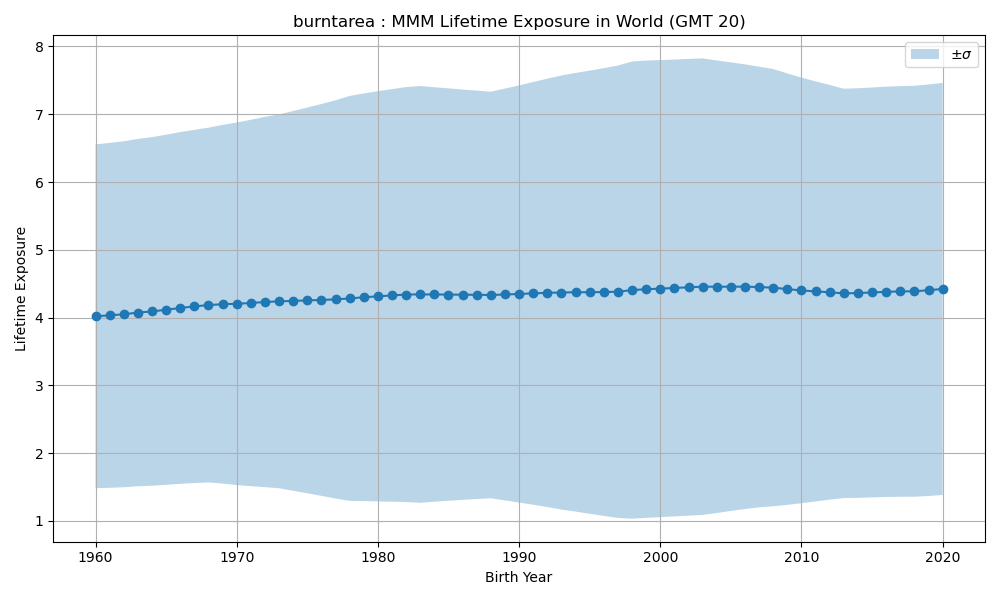 burntarea : MMM Lifetime Exposure in World (GMT 20)
±σ
8
7
6
5
4
3
2
1
Lifetime Exposure
1960 1970 1980 1990 2000 2010 2020
Birth Year